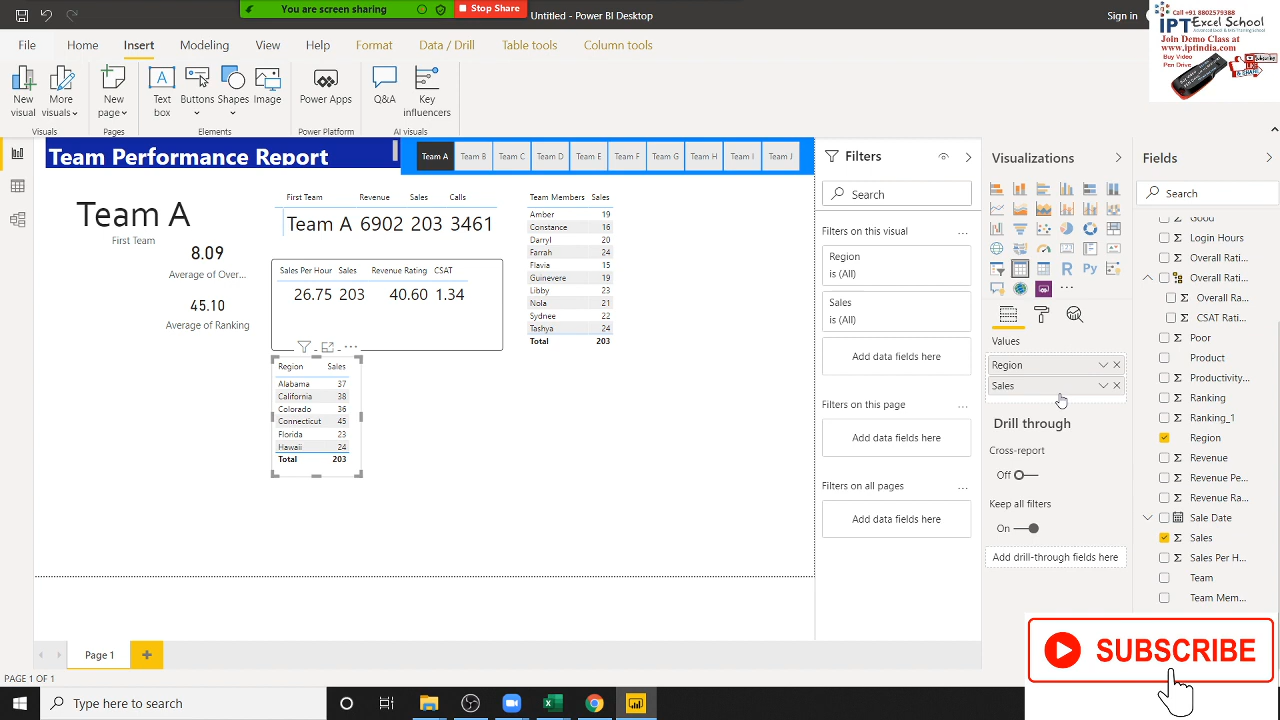 You are screen sharing
Stop Share
Untitled - Power BI Desktop
Sign in
Call +91 8802579388
IPT Excel School
Advanced Excel & MIS Training School
Join Demo Class at
www.iptindia.com
Buy Video
Pen Drive
File
Home
Insert
Modeling
View
Format
Data / Drill
Table tools
Column tools
New visual
More visuals
New page
Text box
Buttons
Shapes
Image
Power Apps
Q&A
Key influencers
Visuals
Pages
Elements
Power Platform
AI visuals
Team Performance Report
Team A
Team B
Team C
Team D
Team E
Team F
Team G
Team H
Team I
Team J
Team A
First Team
8.09
Average of Over...
45.10
Average of Ranking
First Team Revenue Sales Calls
Team A 6902 203 3461
Sales Per Hour Sales Revenue Rating CSAT
26.75 203 40.60 1.34
Team Members Sales
Amber 19
Constance 16
Darryl 20
Farrah 24
Flavia 15
Guinevere 19
Libby 23
Nola 21
Sydnee 22
Tashya 24
Total 203
Region Sales
Alabama 37
California 38
Colorado 36
Connecticut 45
Florida 23
Hawaii 24
Total 203
Filters
Search
Filters on this visual
Region
is (All)
Sales
is (All)
Add data fields here
Filters on this page
Add data fields here
Filters on all pages
Add data fields here
Visualizations
R
Py
Values
Region
Sales
Drill through
Cross-report
Off
Keep all filters
On
Add drill-through fields here
Fields
Search
Good
Login Hours
Overall Rati...
Overall Rati...
Overall Ra...
CSAT Rati...
Poor
Product
Productivity...
Ranking
Ranking_1
Region
Revenue
Revenue Pe...
Revenue Ra...
Sale Date
Sales
Sales Per H...
Team
Team Mem...
SUBSCRIBE
Page 1
PAGE 1 OF 1
Type here to search